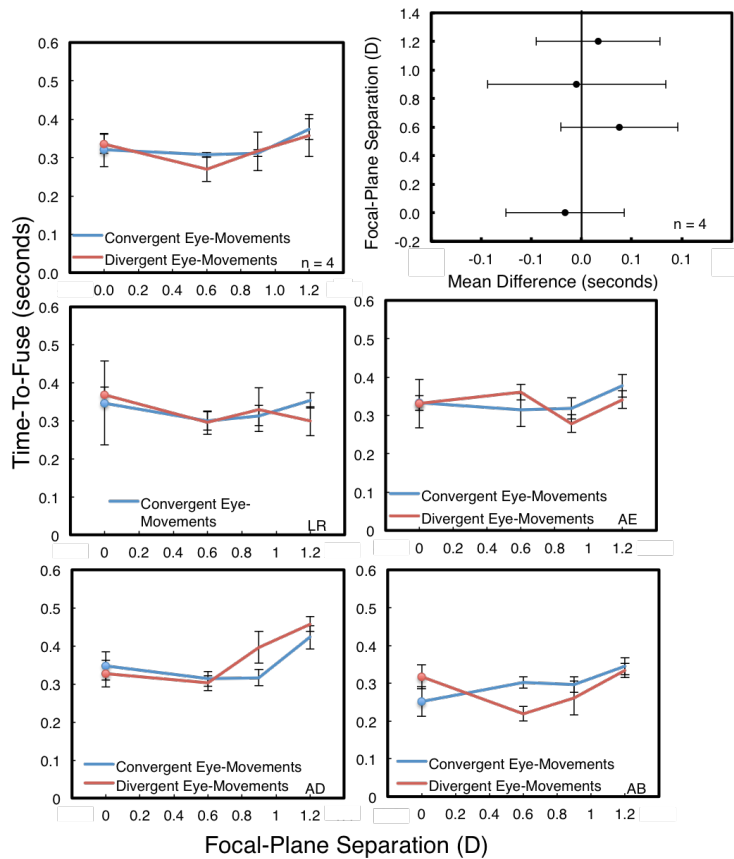 0.6
0.5
0.4
0.3
0.2
0.1
0.0
Convergent Eye-Movements
Divergent Eye-Movements
n = 4
0.0 0.2 0.4 0.6 0.8 1.0 1.2
1.4
1.2
1.0
0.8
0.6
0.4
0.2
0.0
-0.2
Focal-Plane Separation (D)
n = 4
-0.1 -0.1 0.0 0.1 0.1
Mean Difference (seconds)
Time-To-Fuse (seconds)
0.6
0.5
0.4
0.3
0.2
0.1
0
Convergent Eye-
Movements
LR
0 0.2 0.4 0.6 0.8 1 1.2
0.6
0.5
0.4
0.3
0.2
0.1
0
Convergent Eye-Movements
Divergent Eye-Movements
AE
0 0.2 0.4 0.6 0.8 1 1.2
0.6
0.5
0.4
0.3
0.2
0.1
0
Convergent Eye-Movements
Divergent Eye-Movements
AD
0 0.2 0.4 0.6 0.8 1 1.2
0.6
0.5
0.4
0.3
0.2
0.1
0
Convergent Eye-Movements
Divergent Eye-Movements
AB
0 0.2 0.4 0.6 0.8 1 1.2
Focal-Plane Separation (D)